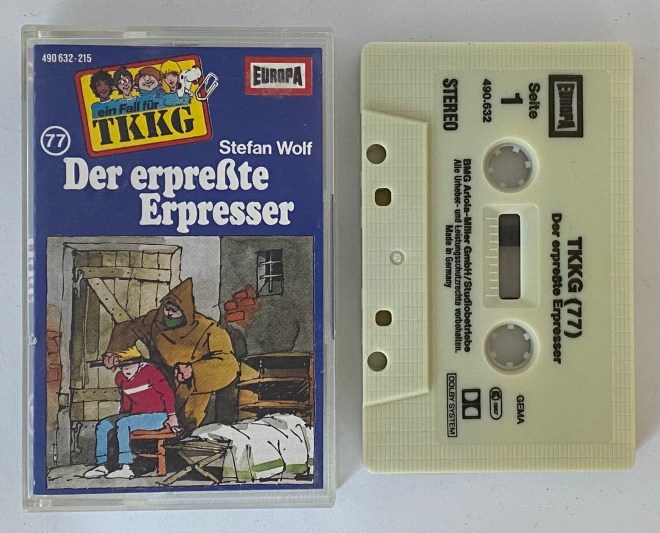 490 632-215
ein Fall für
TKKG
EUROPA
77
Stefan Wolf
Der erpreßte
Erpresser
EUROPA
Seite
1
490.632
STEREO
TKKG (77)
Der erpreßte Erpresser
BMG Ariola-Miller GmbH/Studiobetriebe
Alle Urheber- und Leistungsschutzrechte vorbehalten.
Made in Germany
GEMA
DOLBY SYSTEM